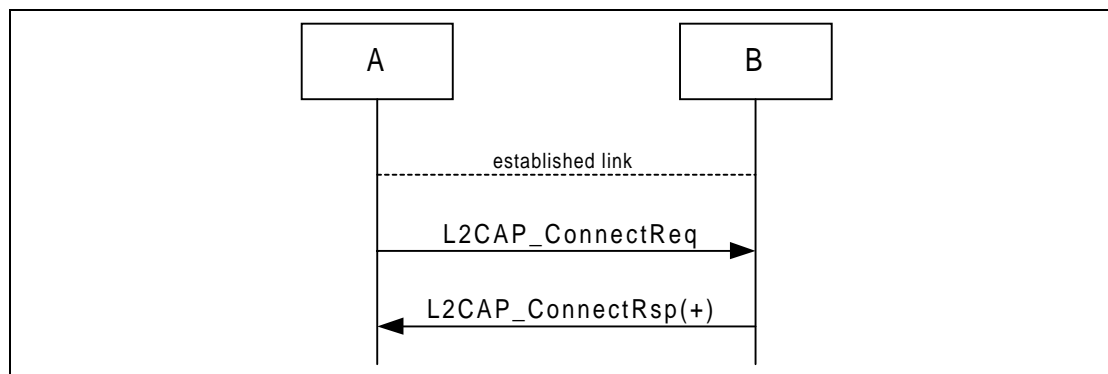 A
B
established link
L2CAP_ConnectReq
L2CAP_ConnectRsp(+)